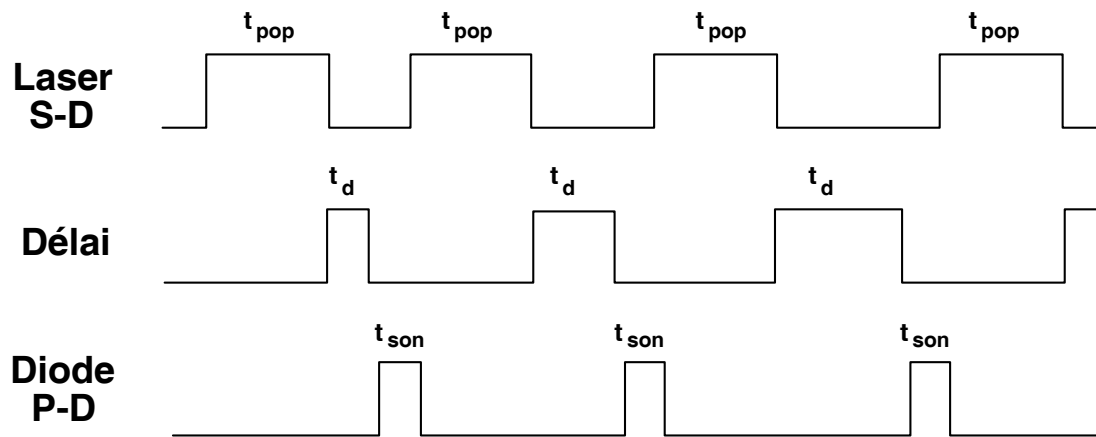 t pop t pop t pop t pop
Laser
S-D
t d t d t d
Délai
t son t son t son
Diode
P-D